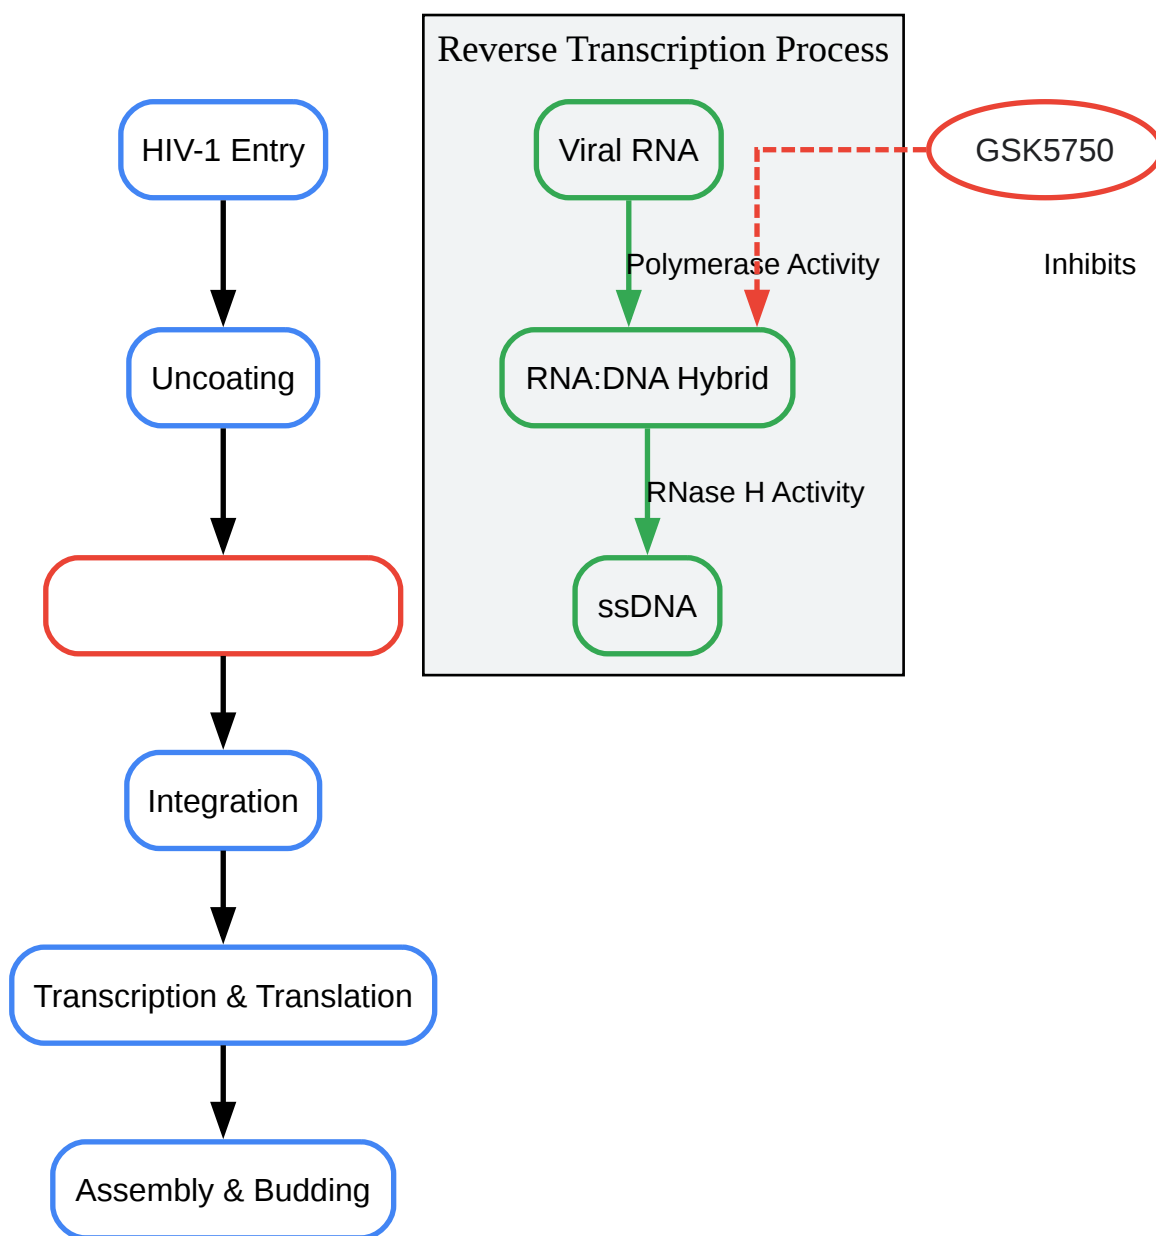 Reverse Transcription Process
HIV-1 Entry
Viral RNA
GSK5750
Polymerase Activity
Inhibits
Uncoating
RNA:DNA Hybrid
RNase H Activity
ssDNA
Integration
Transcription & Translation
Assembly & Budding